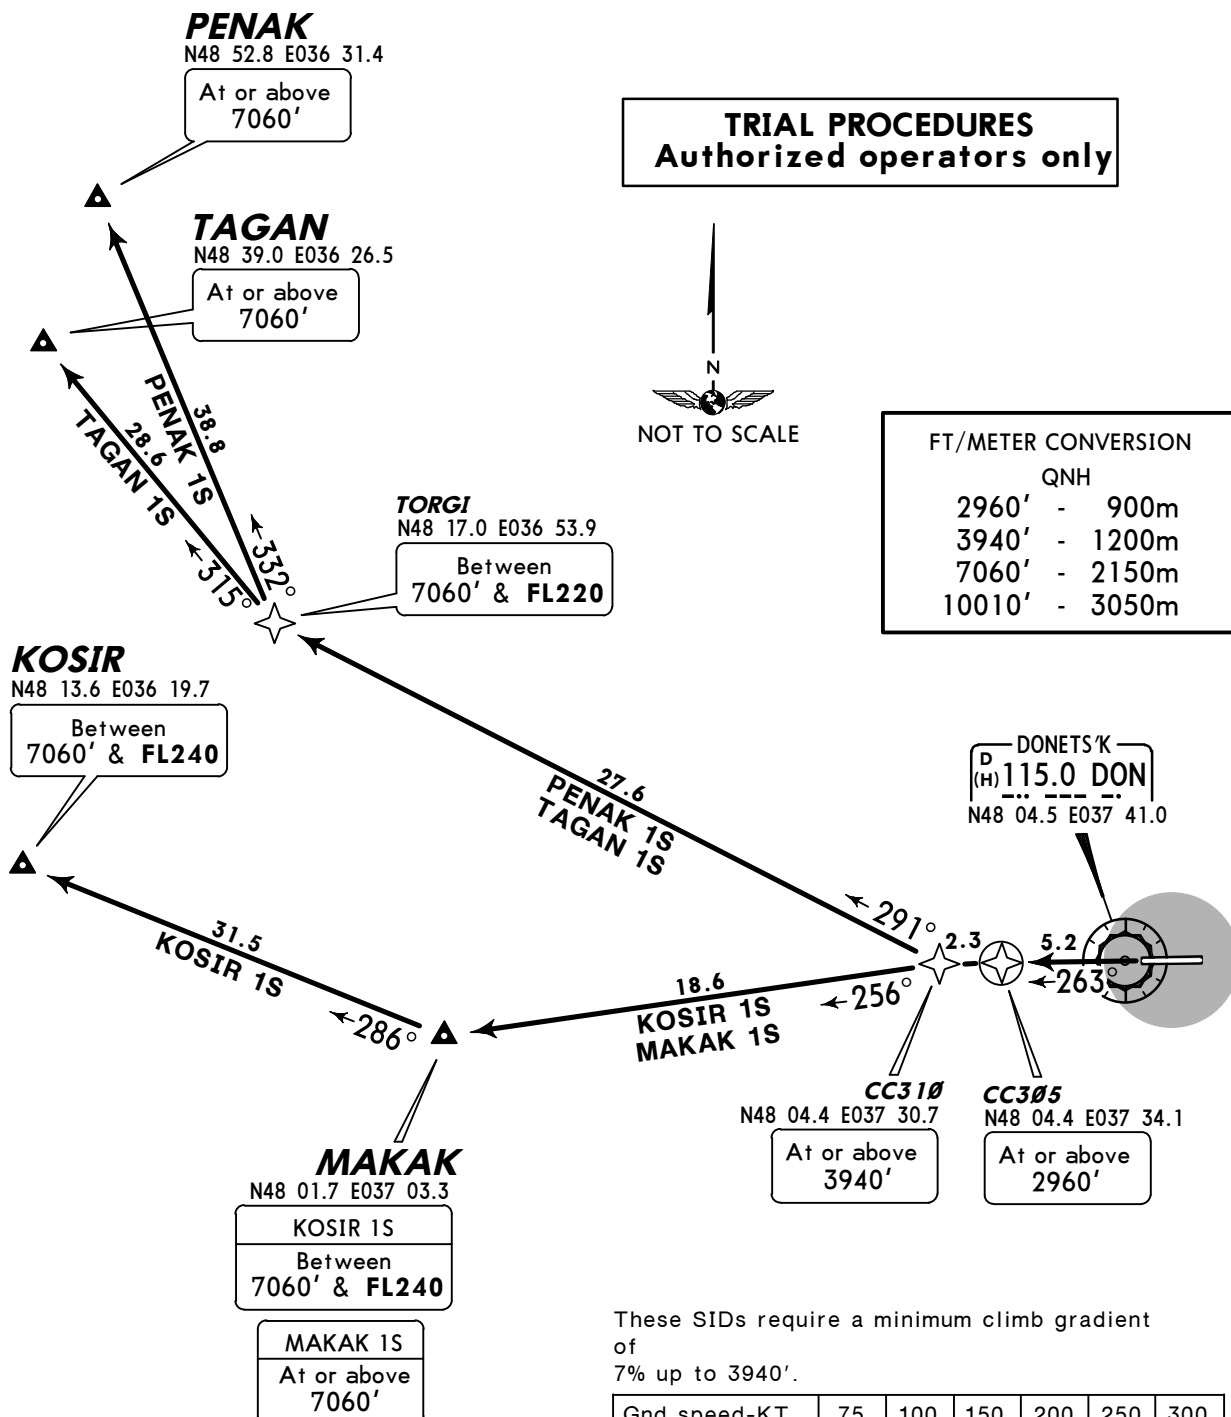 PENAK
N48 52.8 E036 31.4
At or above
7060'
TRIAL PROCEDURES
Authorized operators only
TAGAN
N48 39.0 E036 26.5
At or above
7060'
N
NOT TO SCALE
FT/METER CONVERSION
QNH
2960' - 900m
3940' - 1200m
7060' - 2150m
10010' - 3050m
38.8
PENAK 1S
28.6
TAGAN 1S
332°
315°
TORGI
N48 17.0 E036 53.9
Between
7060' & FL220
KOSIR
N48 13.6 E036 19.7
Between
7060' & FL240
DONETS'K
D
(H) 115.0 DON
N48 04.5 E037 41.0
27.6
PENAK 1S
TAGAN 1S
31.5
KOSIR 1S
286°
291°
2.3
5.2
263°
18.6
256°
KOSIR 1S
MAKAK 1S
CC31Ø
N48 04.4 E037 30.7
At or above
3940'
CC3Ø5
N48 04.4 E037 34.1
At or above
2960'
MAKAK
N48 01.7 E037 03.3
KOSIR 1S
Between
7060' & FL240
MAKAK 1S
At or above
7060'
These SIDs require a minimum climb gradient
of
7% up to 3940'.
Gnd speed-KT 75 100 150 200 250 300